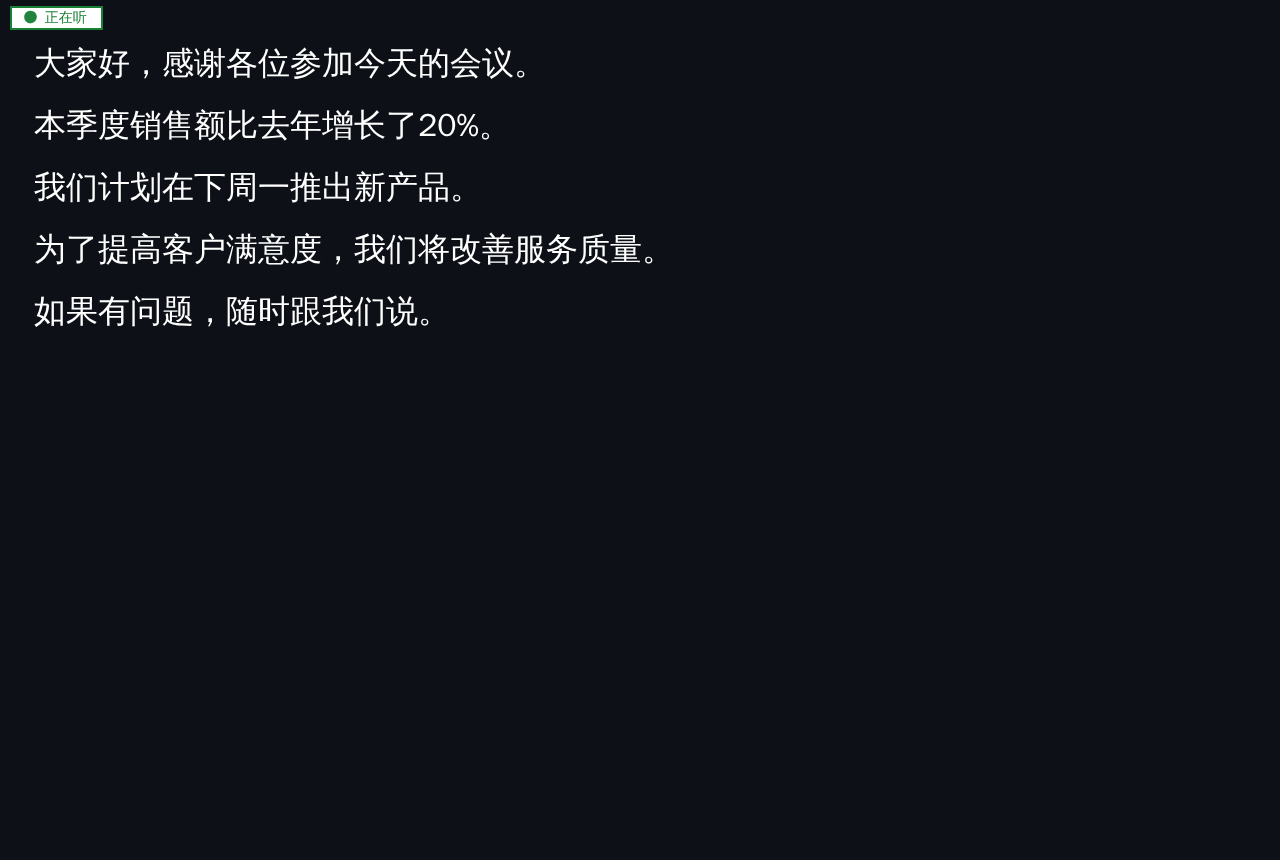 正在听
大家好，感谢各位参加今天的会议。
本季度销售额比去年增长了20%。
我们计划在下周一推出新产品。
为了提高客户满意度，我们将改善服务质量。
如果有问题，随时跟我们说。